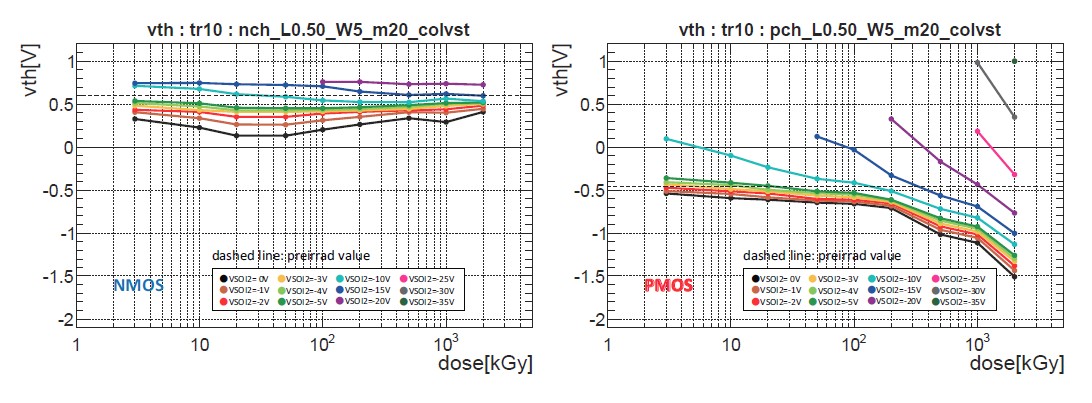 vth : tr10 : nch_L0.50_W5_m20_colvst
vth[V]
1
0.5
0
-0.5
-1
-1.5
-2
dashed line: preirrad value
NMOS
VSOI2= 0V
VSOI2=-3V
VSOI2=-10V
VSOI2=-25V
VSOI2=-1V
VSOI2=-4V
VSOI2=-15V
VSOI2=-30V
VSOI2=-2V
VSOI2=-5V
VSOI2=-20V
VSOI2=-35V
1
10
10²
10³
dose[kGy]
vth : tr10 : pch_L0.50_W5_m20_colvst
vth[V]
1
0.5
0
-0.5
-1
-1.5
-2
dashed line: preirrad value
PMOS
VSOI2= 0V
VSOI2=-3V
VSOI2=-10V
VSOI2=-25V
VSOI2=-1V
VSOI2=-4V
VSOI2=-15V
VSOI2=-30V
VSOI2=-2V
VSOI2=-5V
VSOI2=-20V
VSOI2=-35V
1
10
10²
10³
dose[kGy]